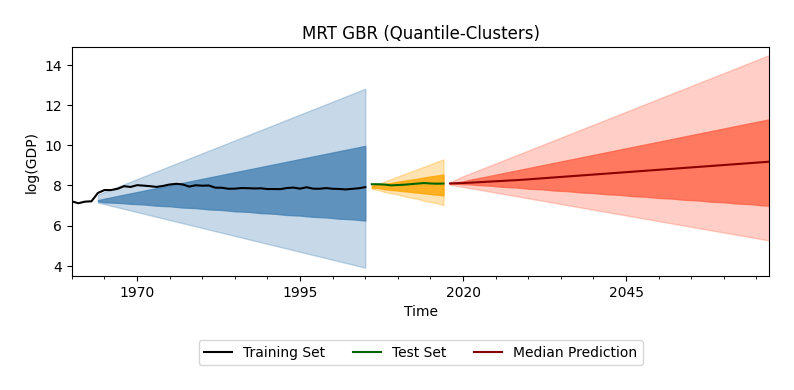 MRT GBR (Quantile-Clusters)
log(GDP)
14
12
10
8
6
4
1970 1995 2020 2045
Time
Training Set Test Set Median Prediction